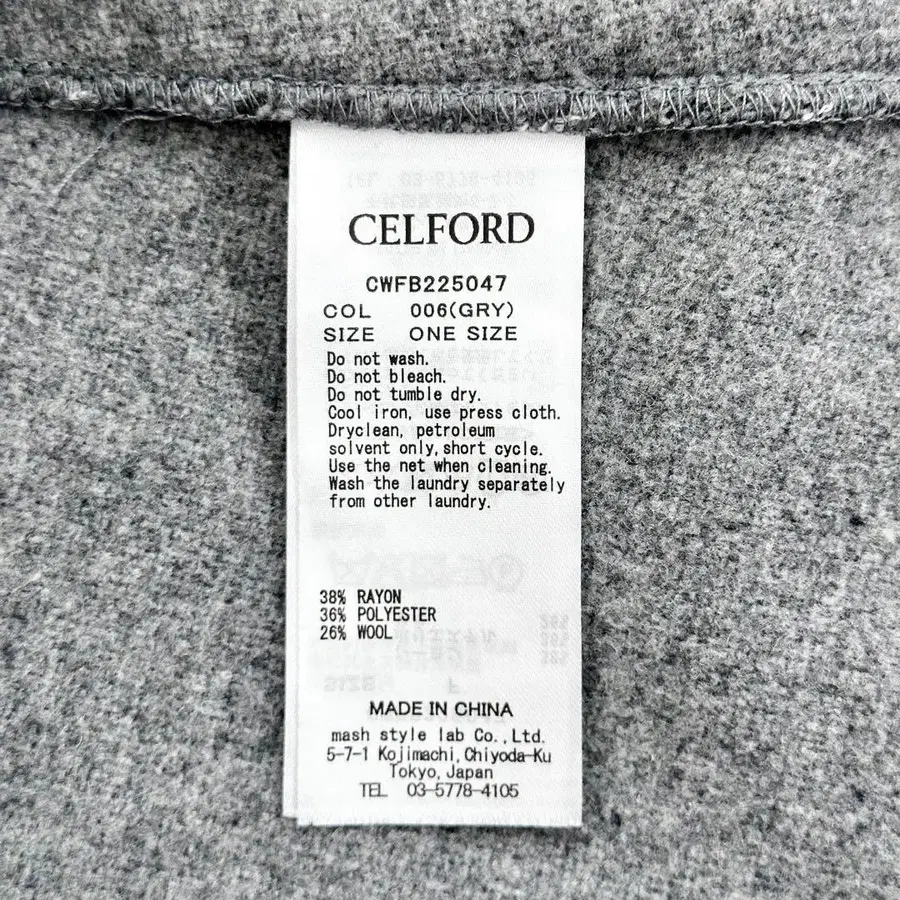 CELFORD
CWFB225047
COL 006(GRY)
SIZE ONE SIZE
Do not wash.
Do not bleach.
Do not tumble dry.
Cool iron, use press cloth.
Dryclean, petroleum
solvent only,short cycle.
Use the net when cleaning.
Wash the laundry separately
from other laundry.
38% RAYON
36% POLYESTER
26% WOOL
MADE IN CHINA
mash style lab Co.,Ltd.
5-7-1 Kojimachi,Chiyoda-Ku
Tokyo,Japan
TEL 03-5778-4105